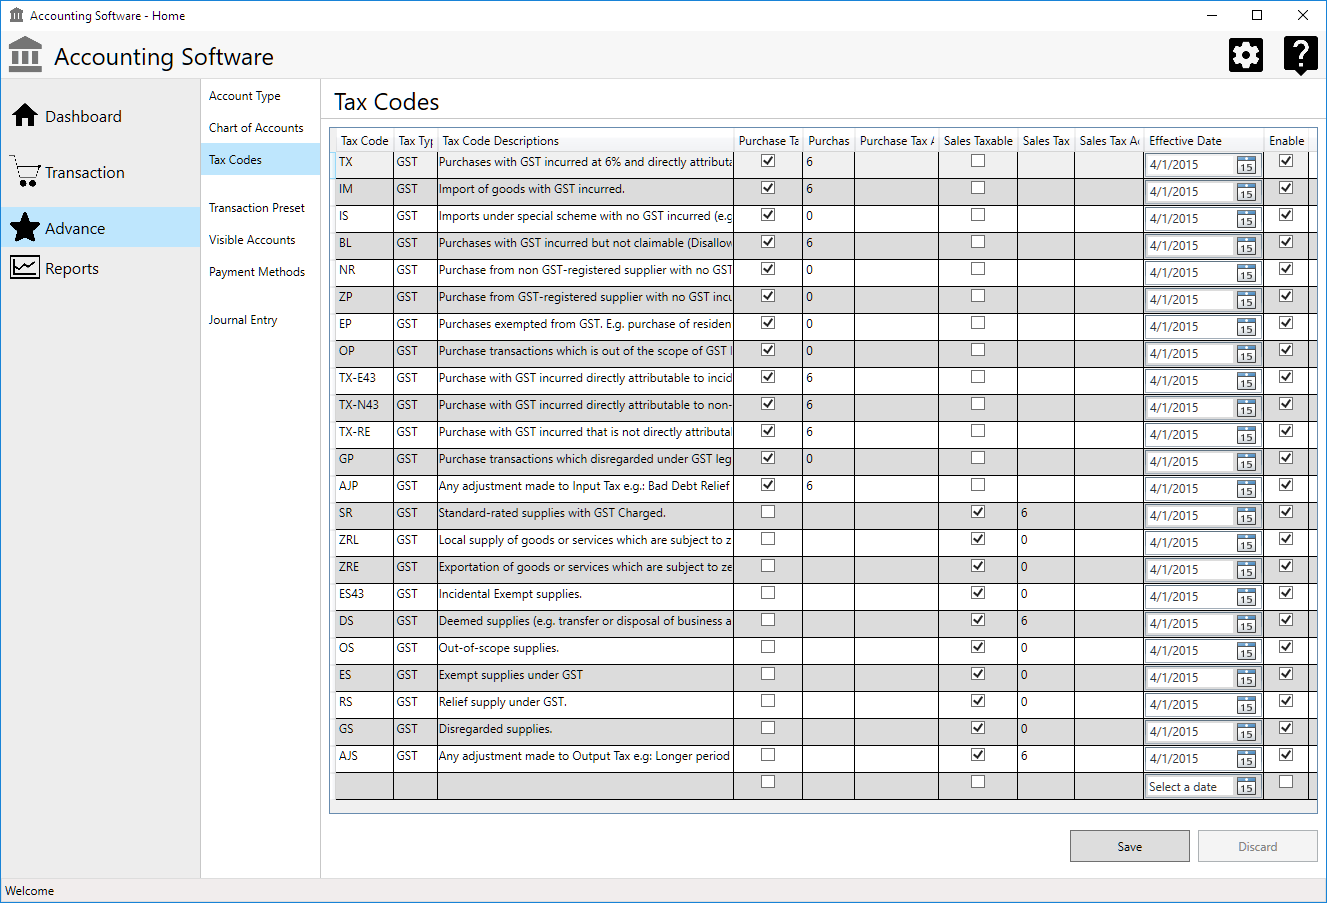 Accounting Software - Home
Accounting Software
Dashboard
Transaction
Advance
Reports
Account Type
Chart of Accounts
Tax Codes
Transaction Preset
Visible Accounts
Payment Methods
Journal Entry
Tax Codes
Tax Code Tax Typ Tax Code Descriptions Purchase Ta Purchas Purchase Tax A Sales Taxable Sales Tax Sales Tax Ac Effective Date Enable
TX GST Purchases with GST incurred at 6% and directly attributa 6 4/1/2015 15
IM GST Import of goods with GST incurred. 6 4/1/2015 15
IS GST Imports under special scheme with no GST incurred (e.g 0 4/1/2015 15
BL GST Purchases with GST incurred but not claimable (Disallow 6 4/1/2015 15
NR GST Purchase from non GST-registered supplier with no GST 0 4/1/2015 15
ZP GST Purchase from GST-registered supplier with no GST incu 0 4/1/2015 15
EP GST Purchases exempted from GST. E.g. purchase of residen 0 4/1/2015 15
OP GST Purchase transactions which is out of the scope of GST l 0 4/1/2015 15
TX-E43 GST Purchase with GST incurred directly attributable to incid 6 4/1/2015 15
TX-N43 GST Purchase with GST incurred directly attributable to non- 6 4/1/2015 15
TX-RE GST Purchase with GST incurred that is not directly attributal 6 4/1/2015 15
GP GST Purchase transactions which disregarded under GST leg 0 4/1/2015 15
AJP GST Any adjustment made to Input Tax e.g.: Bad Debt Relief 6 4/1/2015 15
SR GST Standard-rated supplies with GST Charged. 6 4/1/2015 15
ZRL GST Local supply of goods or services which are subject to z 0 4/1/2015 15
ZRE GST Exportation of goods or services which are subject to ze 0 4/1/2015 15
ES43 GST Incidental Exempt supplies. 0 4/1/2015 15
DS GST Deemed supplies (e.g. transfer or disposal of business a 6 4/1/2015 15
OS GST Out-of-scope supplies. 0 4/1/2015 15
ES GST Exempt supplies under GST 0 4/1/2015 15
RS GST Relief supply under GST. 0 4/1/2015 15
GS GST Disregarded supplies. 0 4/1/2015 15
AJS GST Any adjustment made to Output Tax e.g: Longer period 6 4/1/2015 15
Select a date 15
Save Discard
Welcome